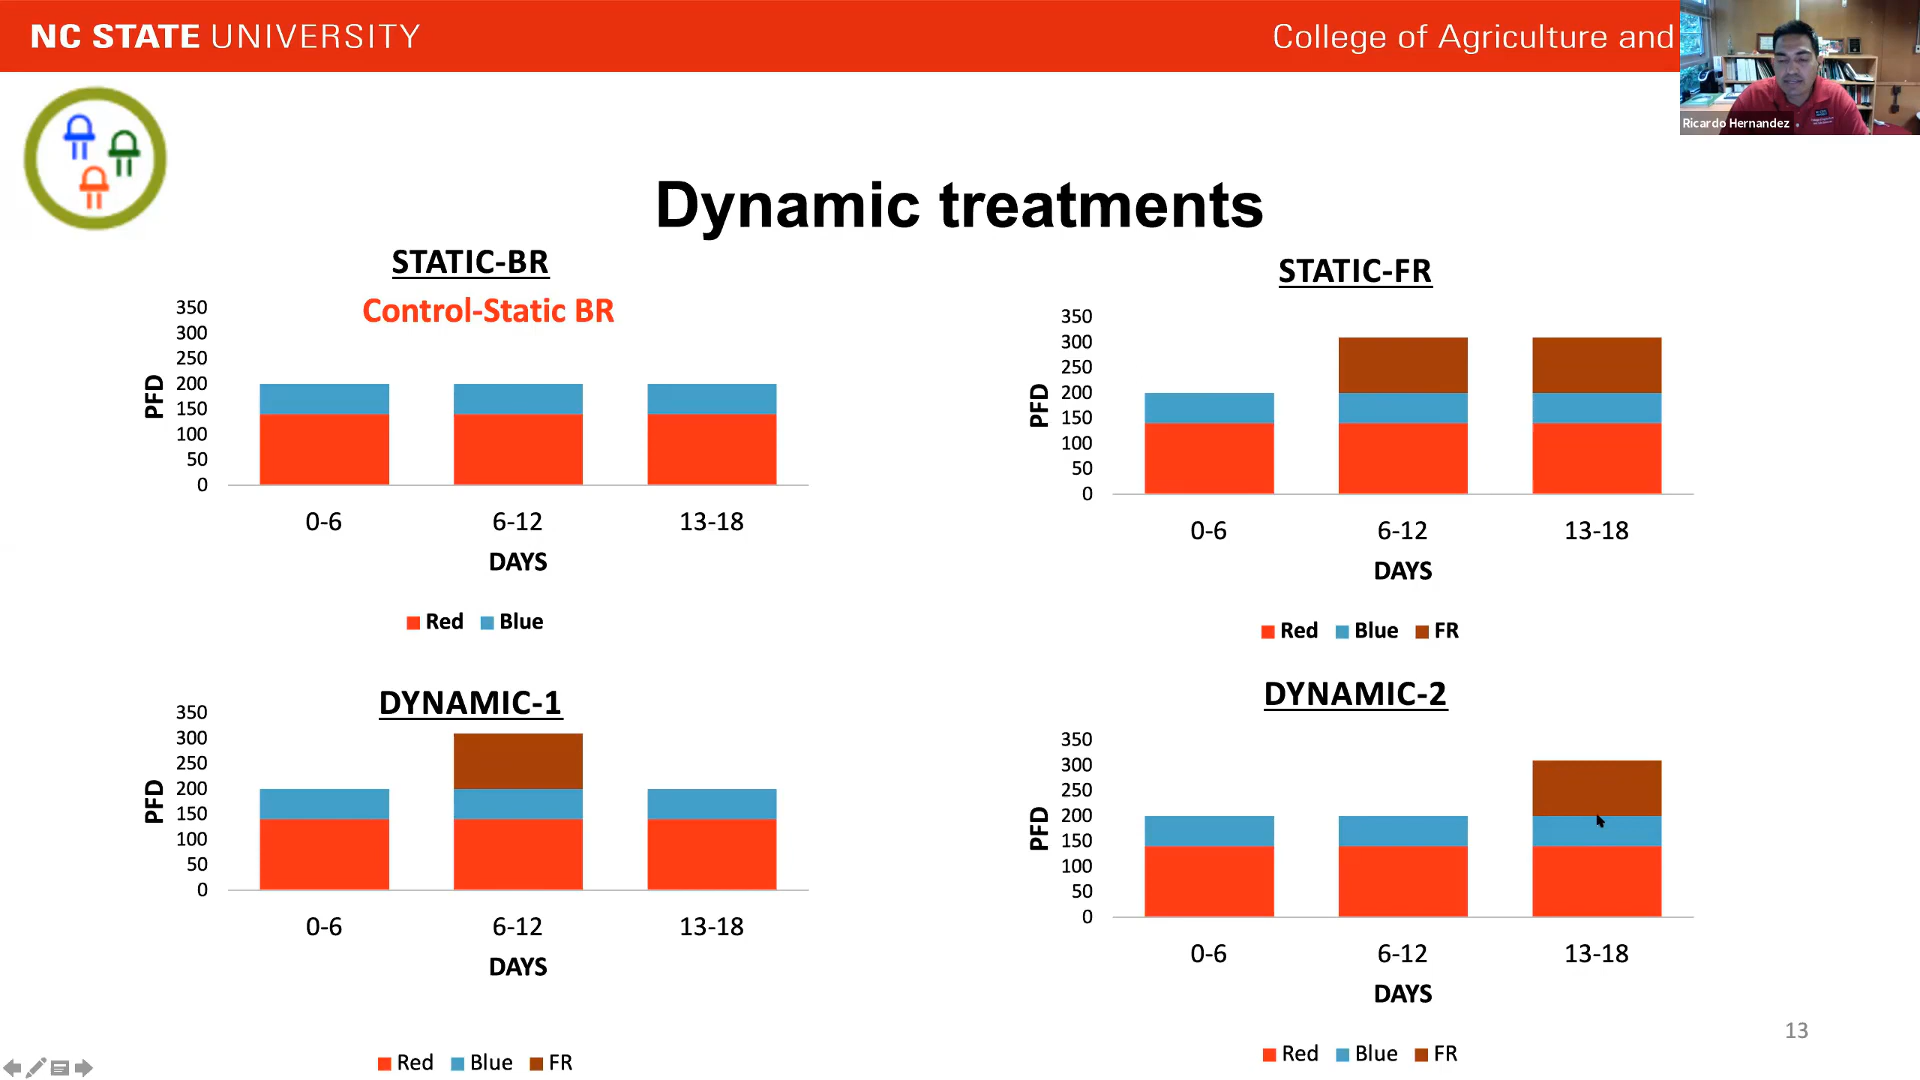 NC STATE UNIVERSITY
College of Agriculture and
Ricardo Hernandez
Dynamic treatments
STATIC-BR
Control-Static BR
350
300
250
200
150
100
50
0
PFD
0-6 6-12 13-18
DAYS
Red Blue
STATIC-FR
350
300
250
200
150
100
50
0
PFD
0-6 6-12 13-18
DAYS
Red Blue FR
DYNAMIC-1
350
300
250
200
150
100
50
0
PFD
0-6 6-12 13-18
DAYS
Red Blue FR
DYNAMIC-2
350
300
250
200
150
100
50
0
PFD
0-6 6-12 13-18
DAYS
Red Blue FR
13